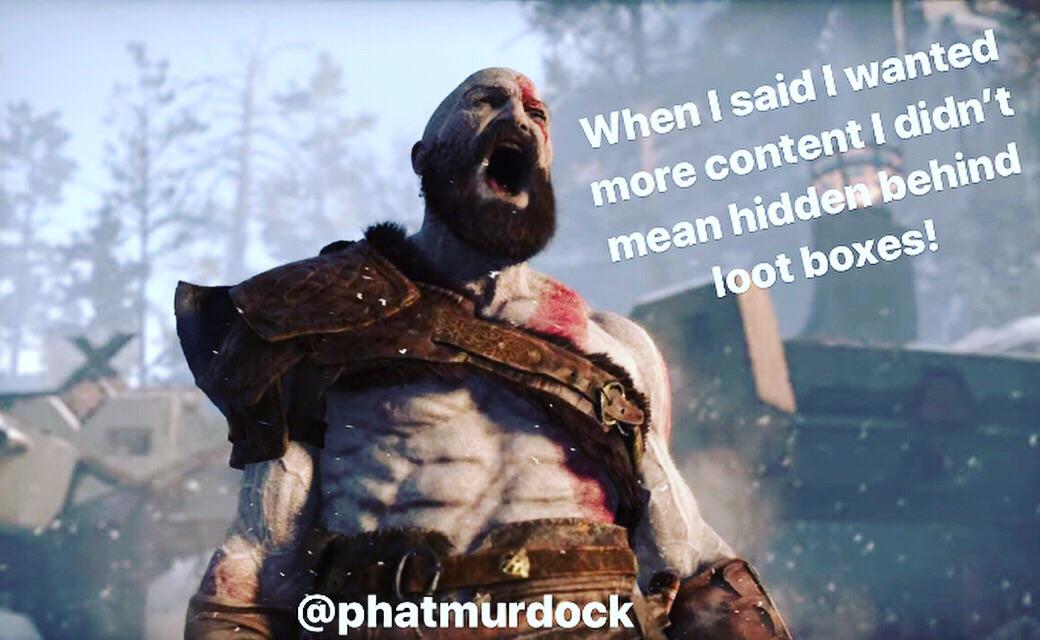 When I said I wanted
more content I didn’t
mean hidden behind
loot boxes!
@phatmurdock